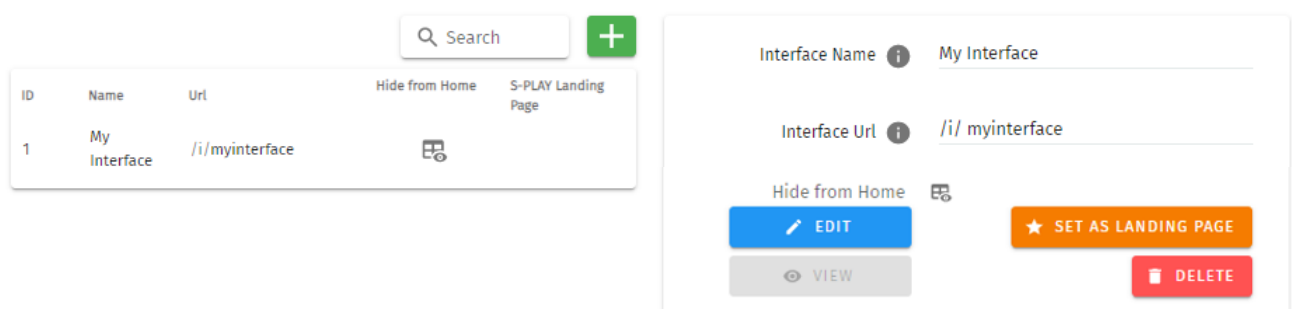 Search
ID Name Url Hide from Home S-PLAY Landing
Page
1 My
Interface /i/myinterface
Interface Name My Interface
Interface Url /i/ myinterface
Hide from Home
EDIT SET AS LANDING PAGE
VIEW DELETE